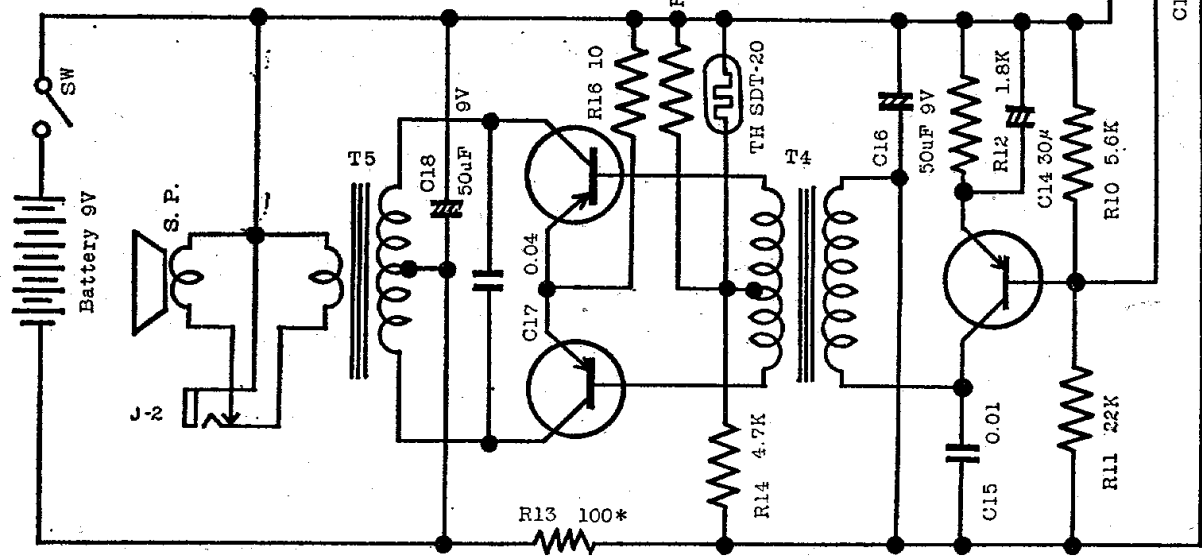 SW
Battery 9V
S. P.
J-2
T5
C18
50uF 9V
C17 0.04
R16 10
R13 100*
TH SDT-20
R14 4.7K
T4
C16
50uF 9V
R12 1.8K
C14 30μ
R10 5.6K
C15 0.01
R11 22K